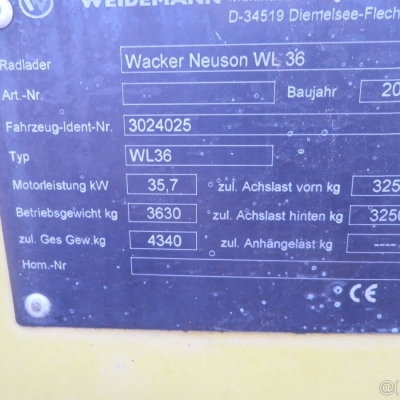 WEIDEMANN
D-34519 Diemelsee-Flech
Radlader Wacker Neuson WL 36
Art.-Nr. Baujahr 20
Fahrzeug-Ident-Nr. 3024025
Typ WL36
Motorleistung kW 35,7 zul. Achslast vorn kg 325
Betriebsgewicht kg 3630 zul. Achslast hinten kg 3250
zul. Ges Gew.kg 4340 zul. Anhängelast kg ----
Hom.-Nr
CE